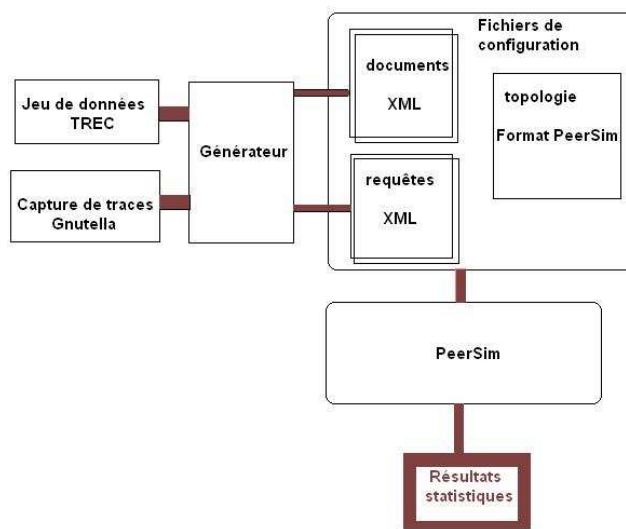 Fichiers de
configuration
documents
XML
topologie
Format PeerSim
Jeu de données
TREC
Générateur
requêtes
XML
Capture de traces
Gnutella
PeerSim
Résultats
statistiques